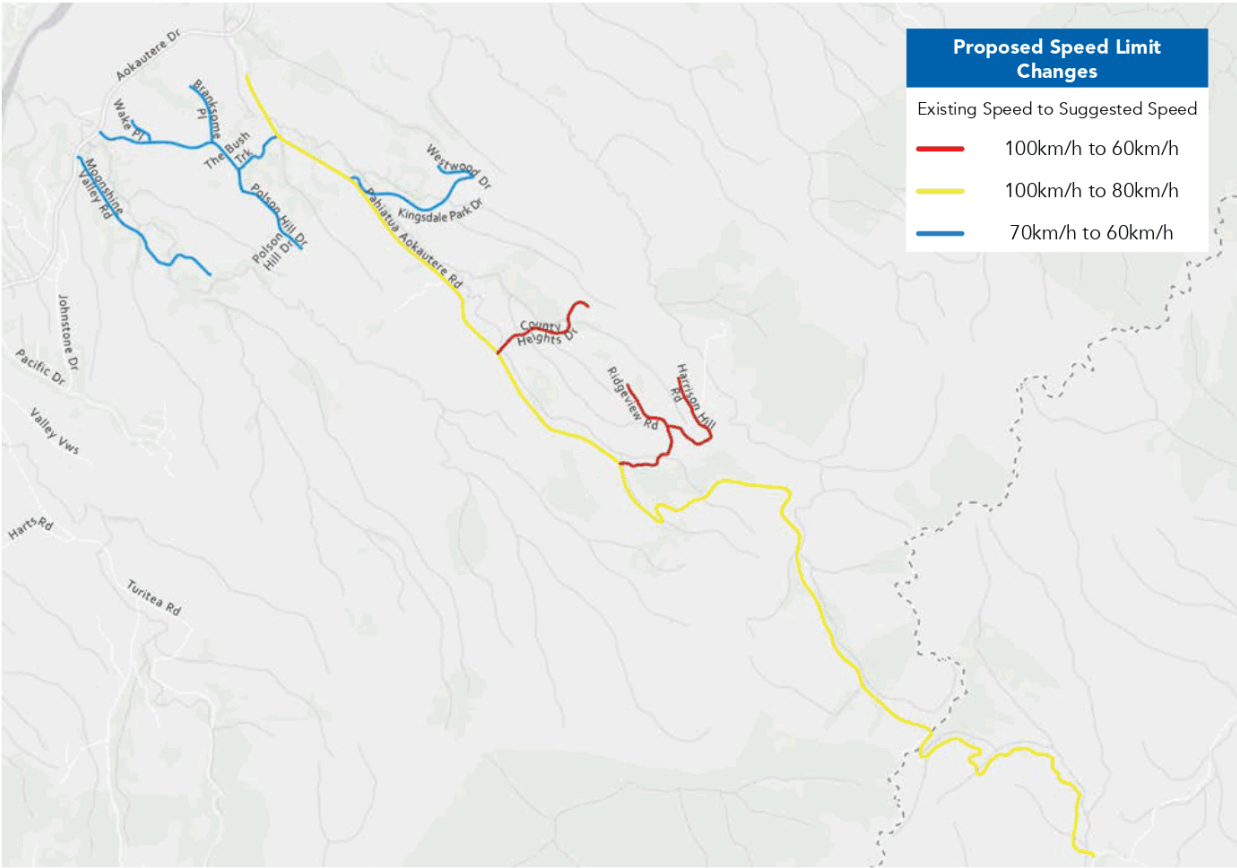 Proposed Speed Limit
Changes
Existing Speed to Suggested Speed
100km/h to 60km/h
100km/h to 80km/h
70km/h to 60km/h
Aokautere Dr
Branksome
Pl
Wake Pl
The Bush
Trk
Moonshine
Valley Rd
Westwood Dr
Kingsdale Park Dr
Polson Hill Dr
Polson
Hill Dr
Pahiatua Aokautere Rd
Johnstone Dr
County
Heights Dr
Pacific Dr
Ridgeview Rd
Harrison Hill
Rd
Valley Vws
Harts Rd
Turitea Rd